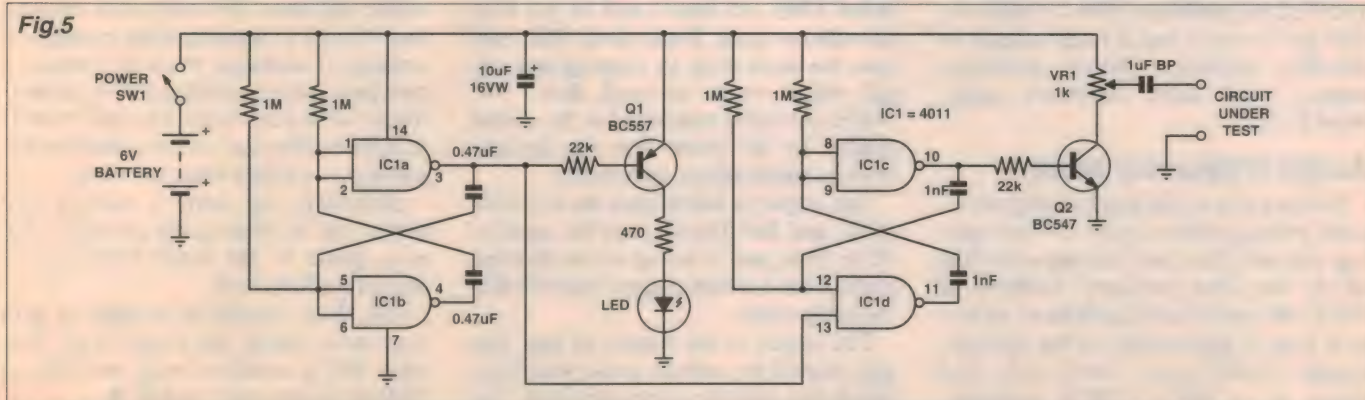 Fig.5
POWER
SW1
+
6V
BATTERY
+
1M
1M
1
2
14
IC1a
3
0.47uF
5
6
IC1b
4
7
0.47uF
10uF
16VW
+
22k
Q1
BC557
470
LED
1M
1M
8
9
IC1c
10
IC1 = 4011
1nF
12
13
IC1d
11
1nF
22k
Q2
BC547
VR1
1k
1uF BP
CIRCUIT
UNDER
TEST